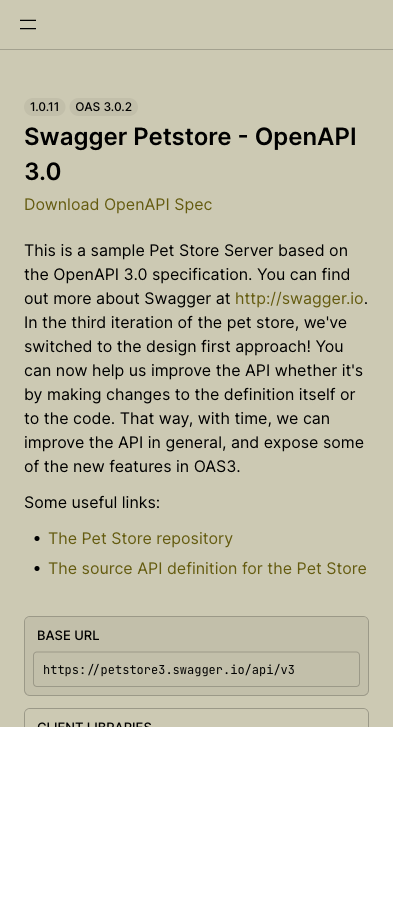 1.0.11 OAS 3.0.2
Swagger Petstore - OpenAPI
3.0
Download OpenAPI Spec
This is a sample Pet Store Server based on
the OpenAPI 3.0 specification. You can find
out more about Swagger at http://swagger.io.
In the third iteration of the pet store, we've
switched to the design first approach! You
can now help us improve the API whether it's
by making changes to the definition itself or
to the code. That way, with time, we can
improve the API in general, and expose some
of the new features in OAS3.
Some useful links:
• The Pet Store repository
• The source API definition for the Pet Store
BASE URL
https://petstore3.swagger.io/api/v3
CLIENT LIBRARIES